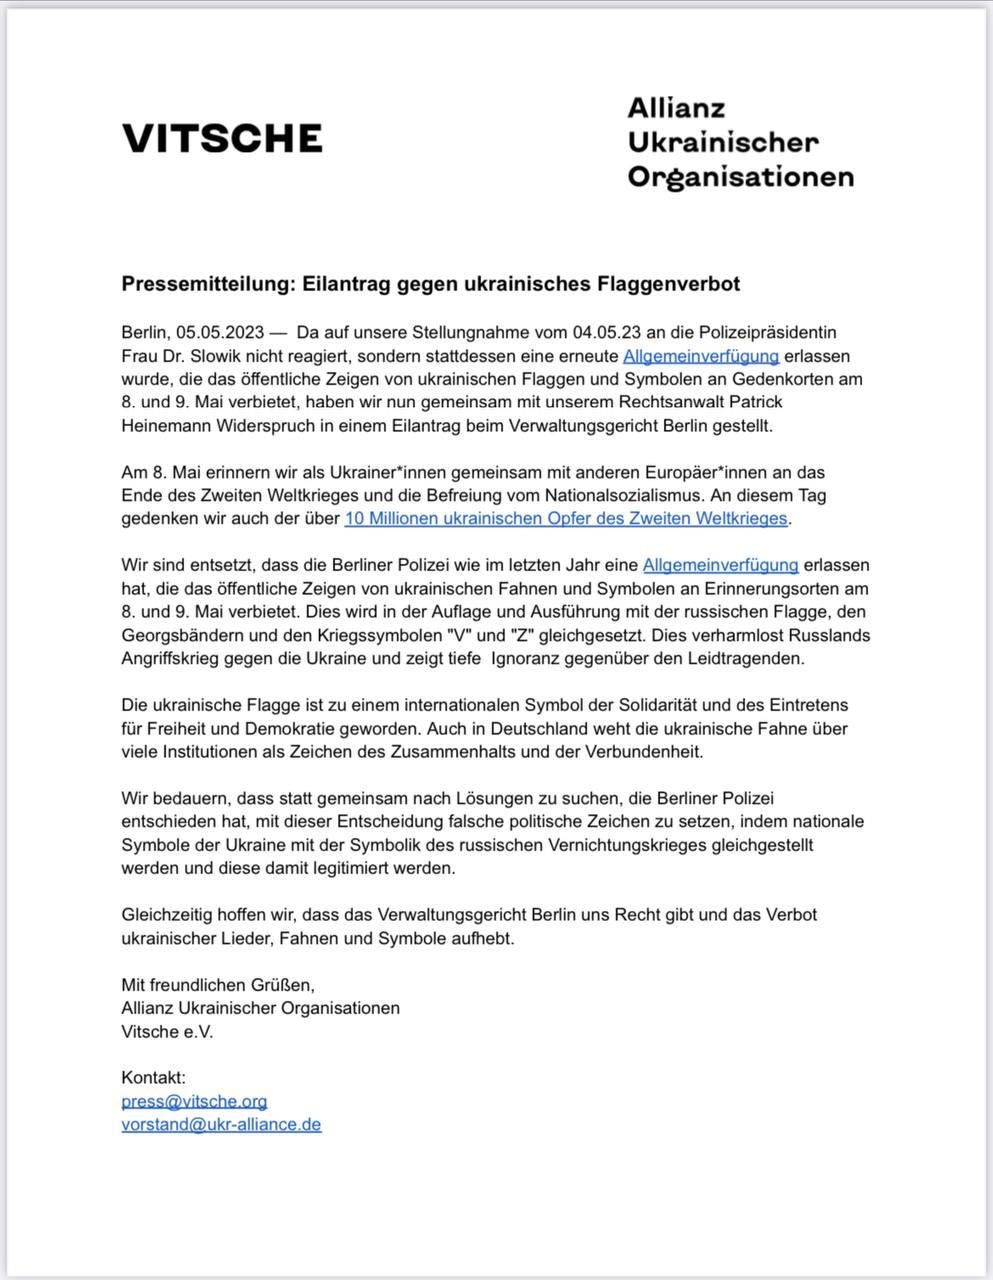 VITSCHE
Allianz
Ukrainischer
Organisationen
Pressemitteilung: Eilantrag gegen ukrainisches Flaggenverbot
Berlin, 05.05.2023 — Da auf unsere Stellungnahme vom 04.05.23 an die Polizeipräsidentin
Frau Dr. Slowik nicht reagiert, sondern stattdessen eine erneute Allgemeinverfügung erlassen
wurde, die das öffentliche Zeigen von ukrainischen Flaggen und Symbolen an Gedenkorten am
8. und 9. Mai verbietet, haben wir nun gemeinsam mit unserem Rechtsanwalt Patrick
Heinemann Widerspruch in einem Eilantrag beim Verwaltungsgericht Berlin gestellt.
Am 8. Mai erinnern wir als Ukrainer*innen gemeinsam mit anderen Europäer*innen an das
Ende des Zweiten Weltkrieges und die Befreiung vom Nationalsozialismus. An diesem Tag
gedenken wir auch der über 10 Millionen ukrainischen Opfer des Zweiten Weltkrieges.
Wir sind entsetzt, dass die Berliner Polizei wie im letzten Jahr eine Allgemeinverfügung erlassen
hat, die das öffentliche Zeigen von ukrainischen Fahnen und Symbolen an Erinnerungsorten am
8. und 9. Mai verbietet. Dies wird in der Auflage und Ausführung mit der russischen Flagge, den
Georgsbändern und den Kriegssymbolen "V" und "Z" gleichgesetzt. Dies verharmlost Russlands
Angriffskrieg gegen die Ukraine und zeigt tiefe  Ignoranz gegenüber den Leidtragenden.
Die ukrainische Flagge ist zu einem internationalen Symbol der Solidarität und des Eintretens
für Freiheit und Demokratie geworden. Auch in Deutschland weht die ukrainische Fahne über
viele Institutionen als Zeichen des Zusammenhalts und der Verbundenheit.
Wir bedauern, dass statt gemeinsam nach Lösungen zu suchen, die Berliner Polizei
entschieden hat, mit dieser Entscheidung falsche politische Zeichen zu setzen, indem nationale
Symbole der Ukraine mit der Symbolik des russischen Vernichtungskrieges gleichgestellt
werden und diese damit legitimiert werden.
Gleichzeitig hoffen wir, dass das Verwaltungsgericht Berlin uns Recht gibt und das Verbot
ukrainischer Lieder, Fahnen und Symbole aufhebt.
Mit freundlichen Grüßen,
Allianz Ukrainischer Organisationen
Vitsche e.V.
Kontakt:
press@vitsche.org
vorstand@ukr-alliance.de